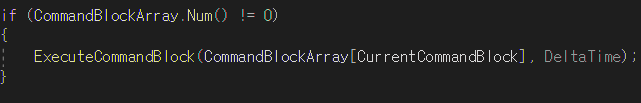 if (CommandBlockArray.Num() != 0)
{
ExecuteCommandBlock(CommandBlockArray[CurrentCommandBlock], DeltaTime);
}